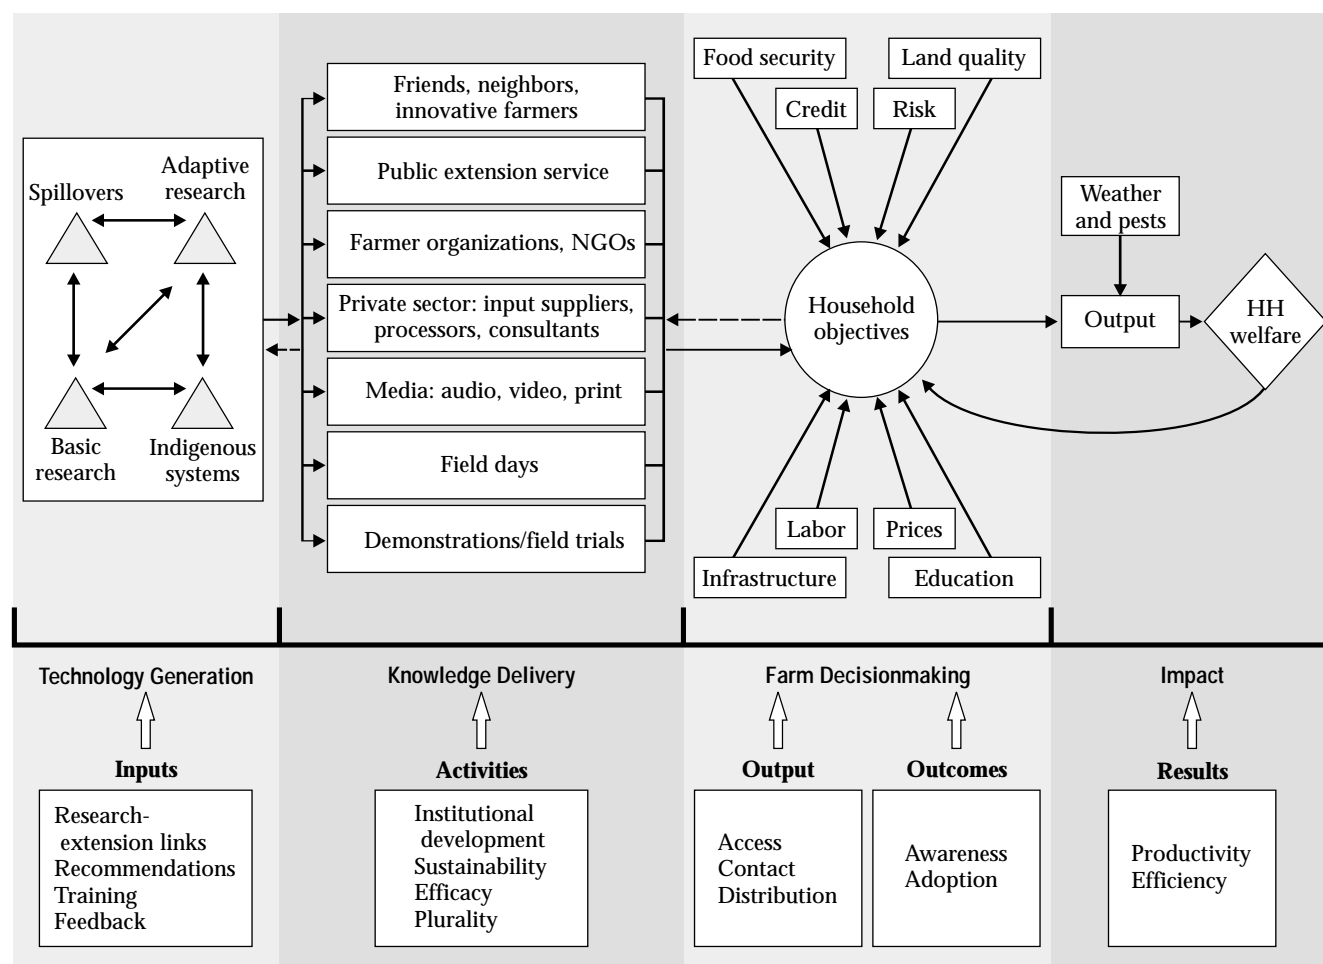 Spillovers
Adaptive
research
Basic
research
Indigenous
systems
Friends, neighbors,
innovative farmers
Public extension service
Farmer organizations, NGOs
Private sector: input suppliers,
processors, consultants
Media: audio, video, print
Field days
Demonstrations/field trials
Food security
Land quality
Credit
Risk
Household
objectives
Labor
Prices
Infrastructure
Education
Weather
and pests
Output
HH
welfare
Technology Generation
Knowledge Delivery
Farm Decisionmaking
Impact
Inputs
Activities
Output
Outcomes
Results
Research-
extension links
Recommendations
Training
Feedback
Institutional
development
Sustainability
Efficacy
Plurality
Access
Contact
Distribution
Awareness
Adoption
Productivity
Efficiency